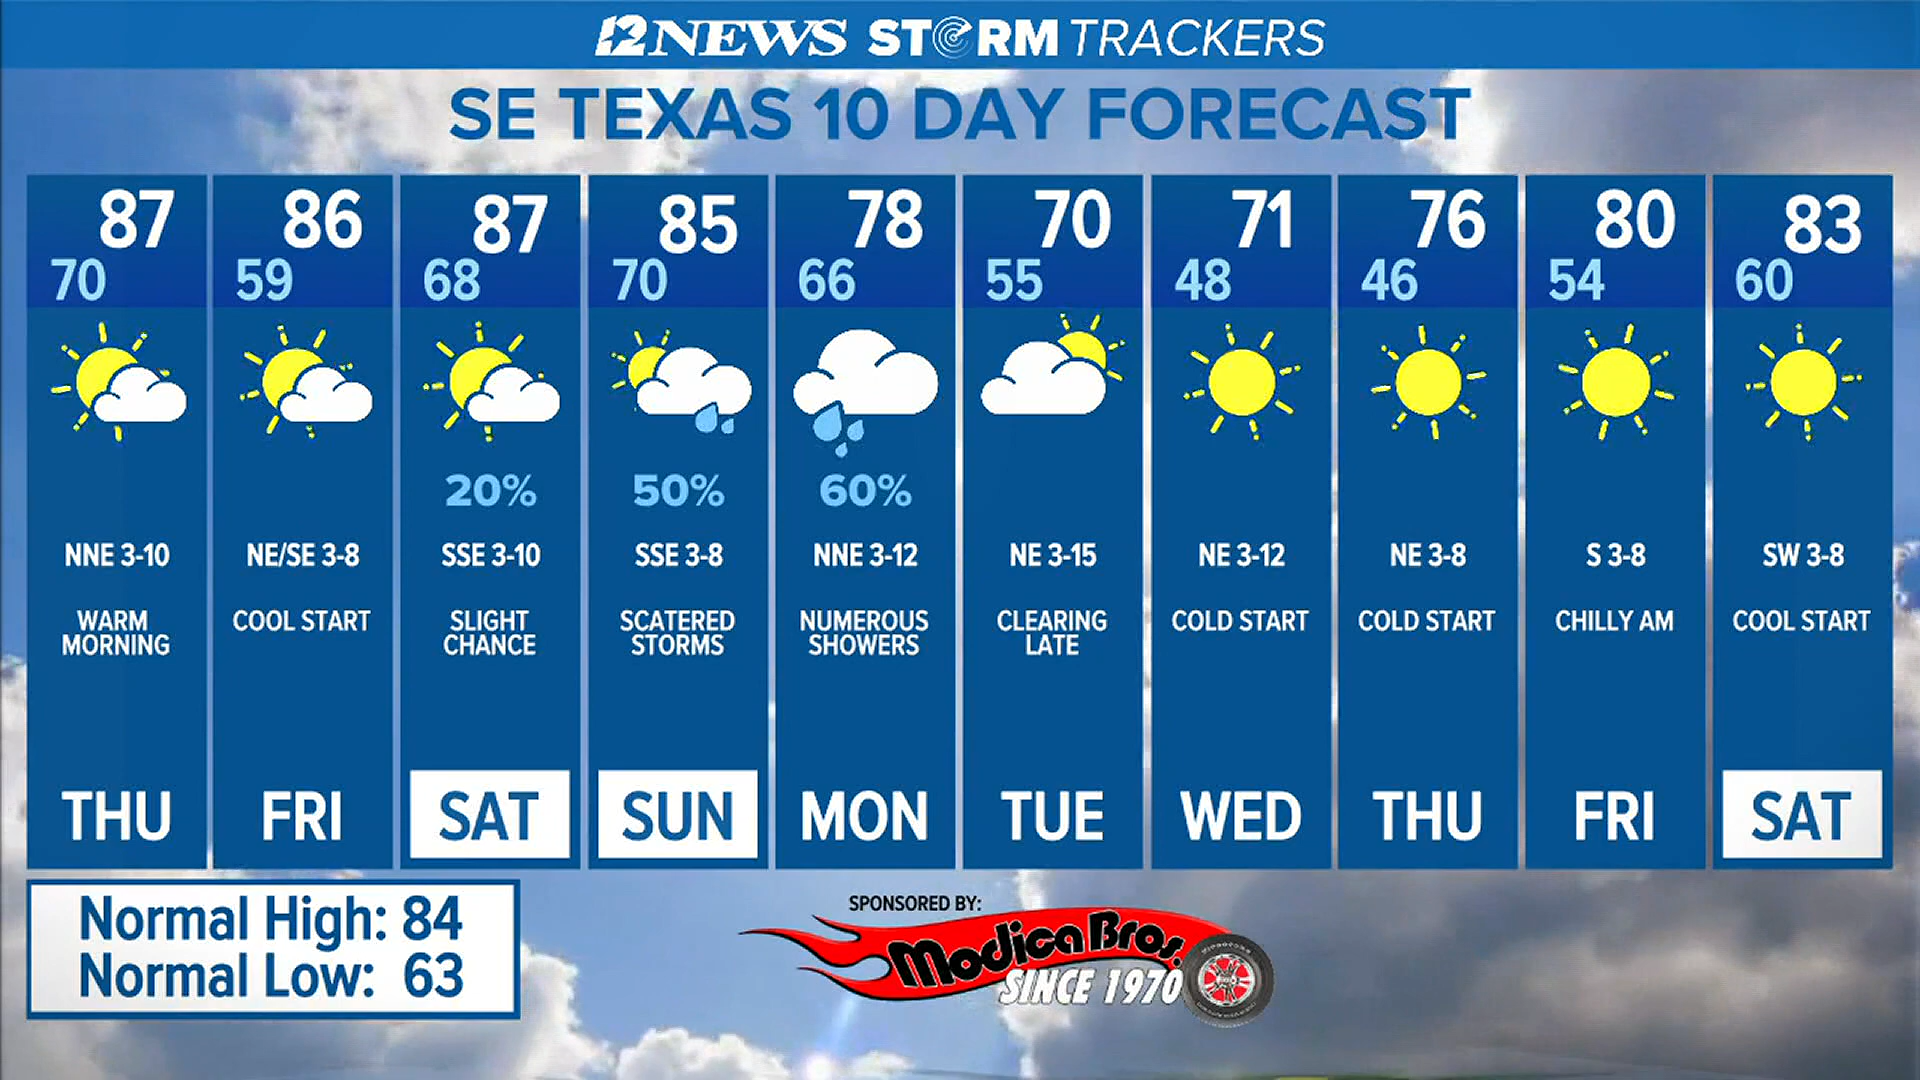 12NEWS STORM TRACKERS
SE TEXAS 10 DAY FORECAST
87
70
NNE 3-10
WARM
MORNING
THU
86
59
NE/SE 3-8
COOL START
FRI
87
68
20%
SSE 3-10
SLIGHT
CHANCE
SAT
85
70
50%
SSE 3-8
SCATERED
STORMS
SUN
78
66
60%
NNE 3-12
NUMEROUS
SHOWERS
MON
70
55
NE 3-15
CLEARING
LATE
TUE
71
48
NE 3-12
COLD START
WED
76
46
NE 3-8
COLD START
THU
80
54
S 3-8
CHILLY AM
FRI
83
60
SW 3-8
COOL START
SAT
Normal High: 84
Normal Low: 63
SPONSORED BY:
Modica Bros.
SINCE 1970